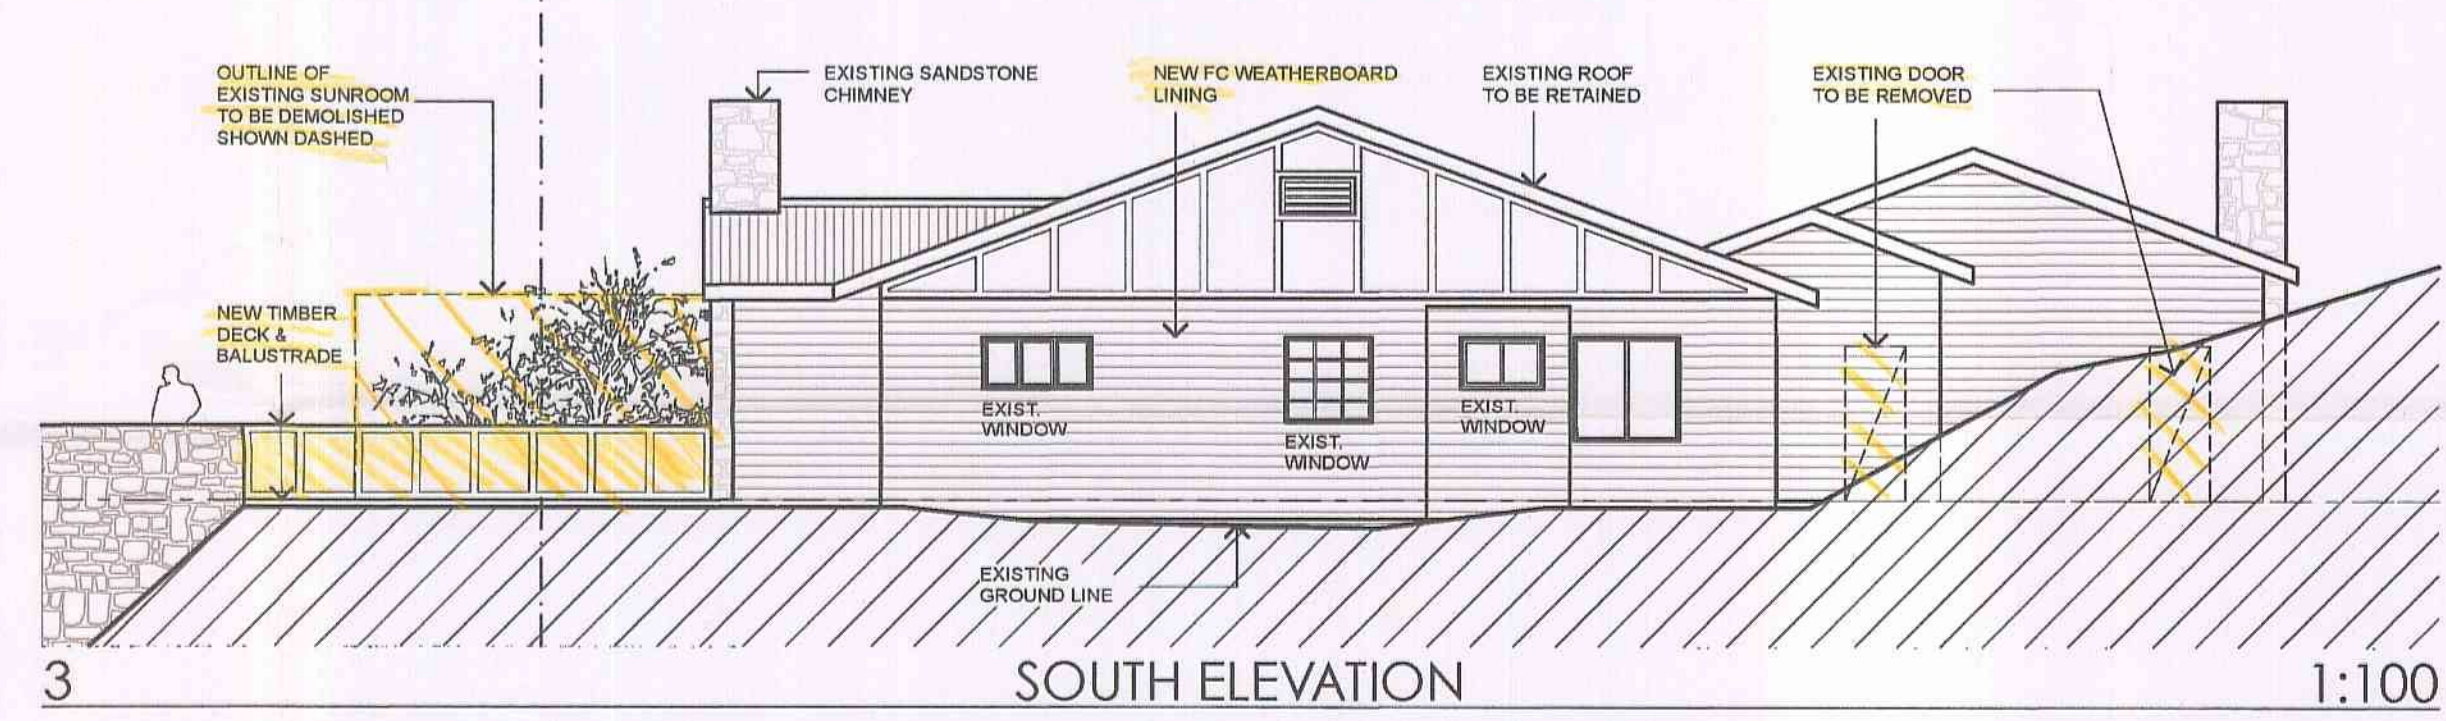 OUTLINE OF
EXISTING SUNROOM
TO BE DEMOLISHED
SHOWN DASHED
EXISTING SANDSTONE
CHIMNEY
NEW FC WEATHERBOARD
LINING
EXISTING ROOF
TO BE RETAINED
EXISTING DOOR
TO BE REMOVED
NEW TIMBER
DECK &
BALUSTRADE
EXIST.
WINDOW
EXIST.
WINDOW
EXIST.
WINDOW
EXISTING
GROUND LINE
3
SOUTH ELEVATION
1:100